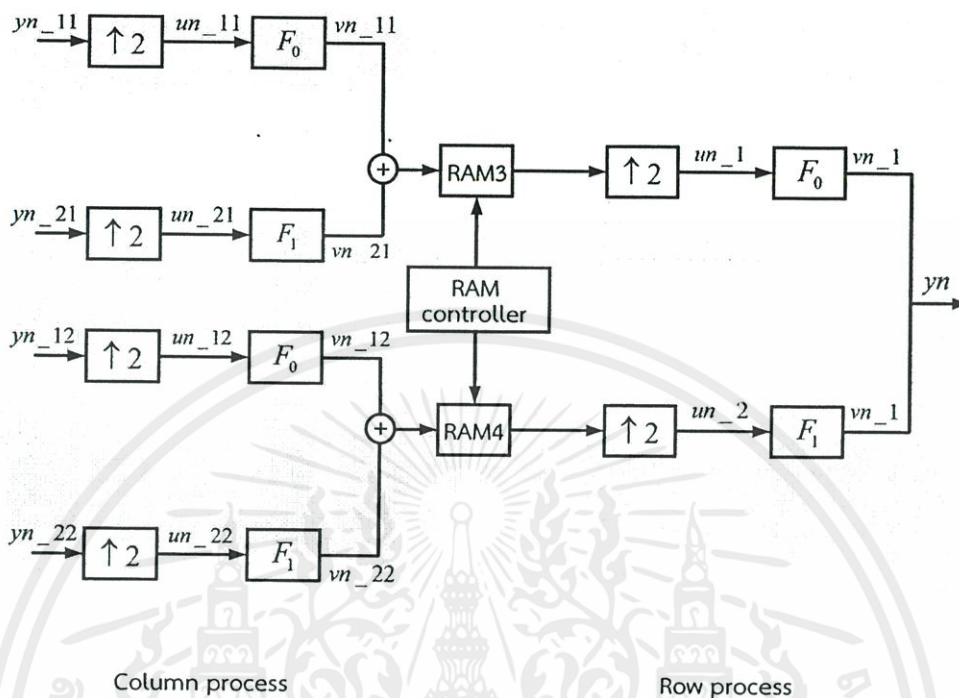 yn_11
↑2
un_11
F₀
vn_11
yn_21
↑2
un_21
F₁
vn_21
+
RAM3
↑2
un_1
F₀
vn_1
RAM
controller
yn
yn_12
↑2
un_12
F₀
vn_12
+
RAM4
↑2
un_2
F₁
vn_1
yn_22
↑2
un_22
F₁
vn_22
Column process
Row process